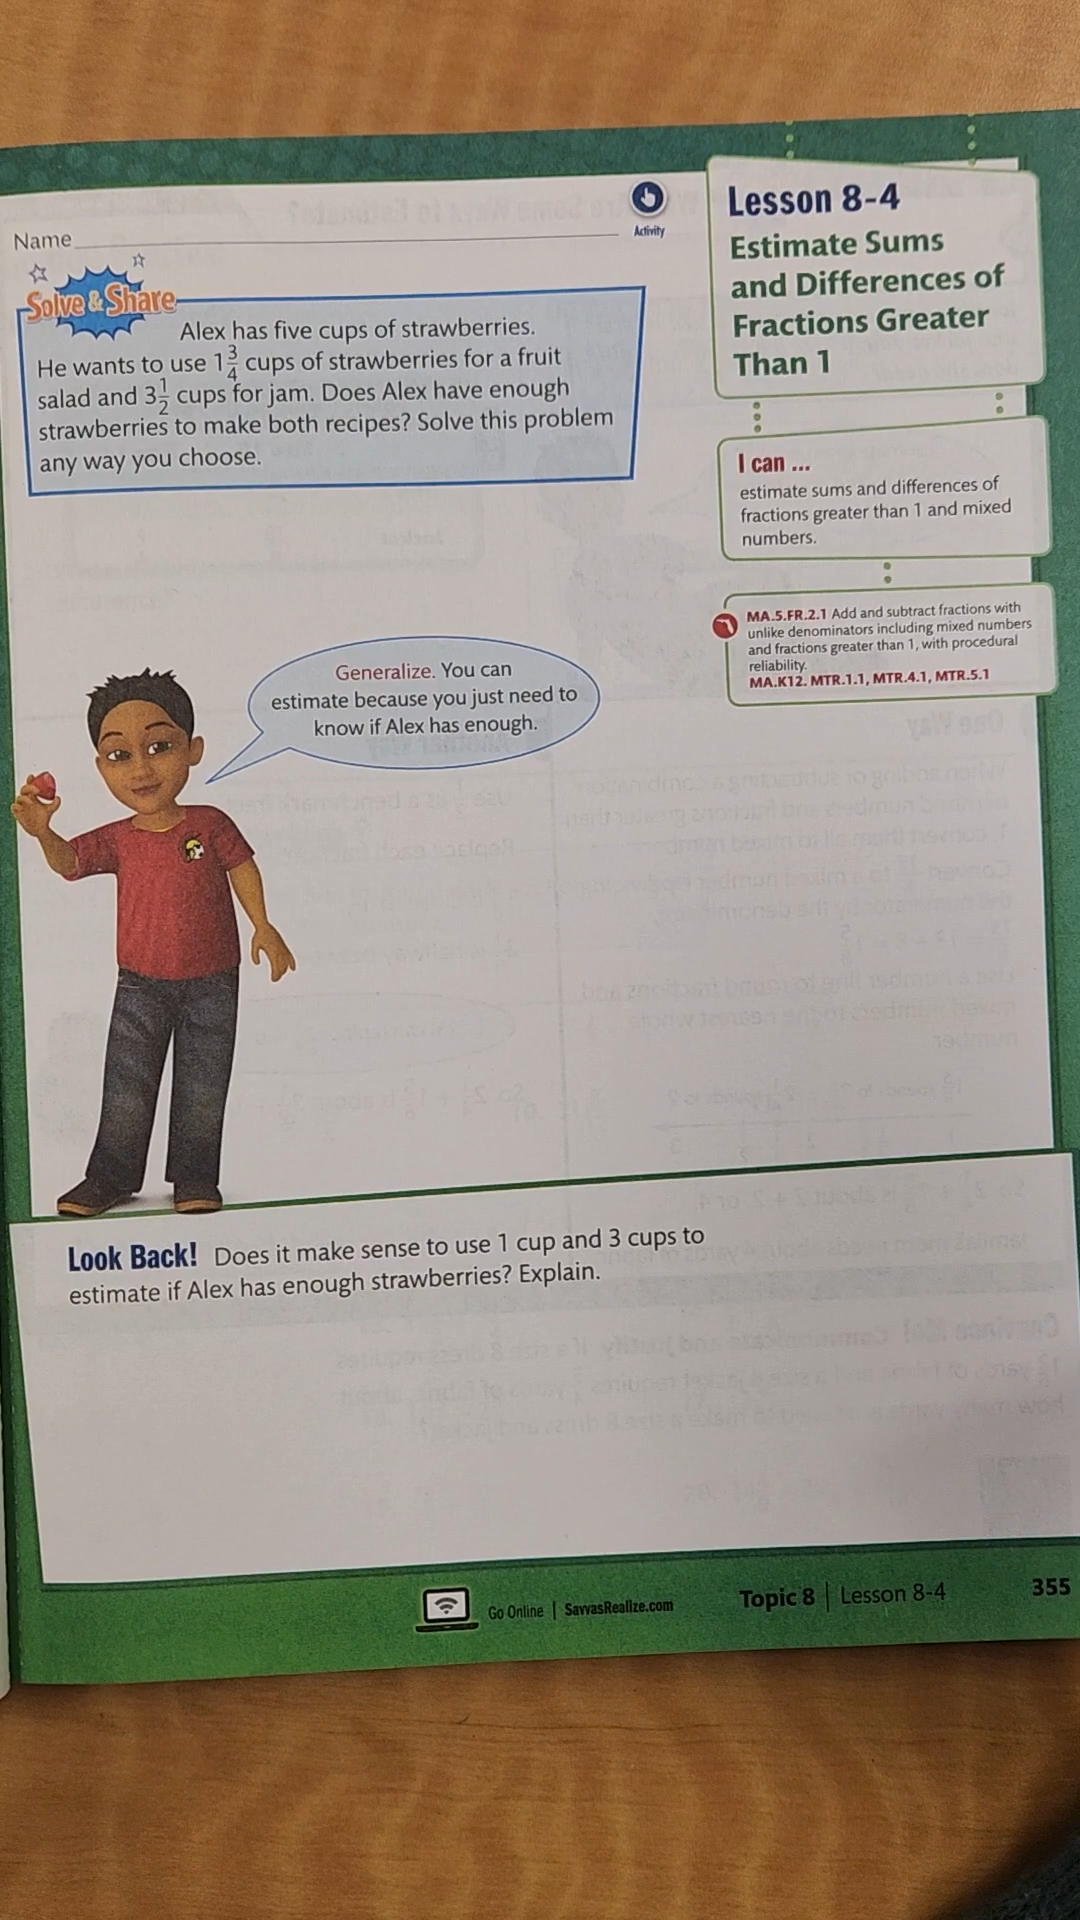 Name
Activity
Solve & Share
Alex has five cups of strawberries.
He wants to use 1 3/4 cups of strawberries for a fruit
salad and 3 1/2 cups for jam. Does Alex have enough
strawberries to make both recipes? Solve this problem
any way you choose.
Lesson 8-4
Estimate Sums
and Differences of
Fractions Greater
Than 1
I can ...
estimate sums and differences of
fractions greater than 1 and mixed
numbers.
MA.5.FR.2.1 Add and subtract fractions with
unlike denominators including mixed numbers
and fractions greater than 1, with procedural
reliability.
MA.K12. MTR.1.1, MTR.4.1, MTR.5.1
Generalize. You can
estimate because you just need to
know if Alex has enough.
Look Back! Does it make sense to use 1 cup and 3 cups to
estimate if Alex has enough strawberries? Explain.
Go Online | SavvasRealize.com
Topic 8 | Lesson 8-4
355